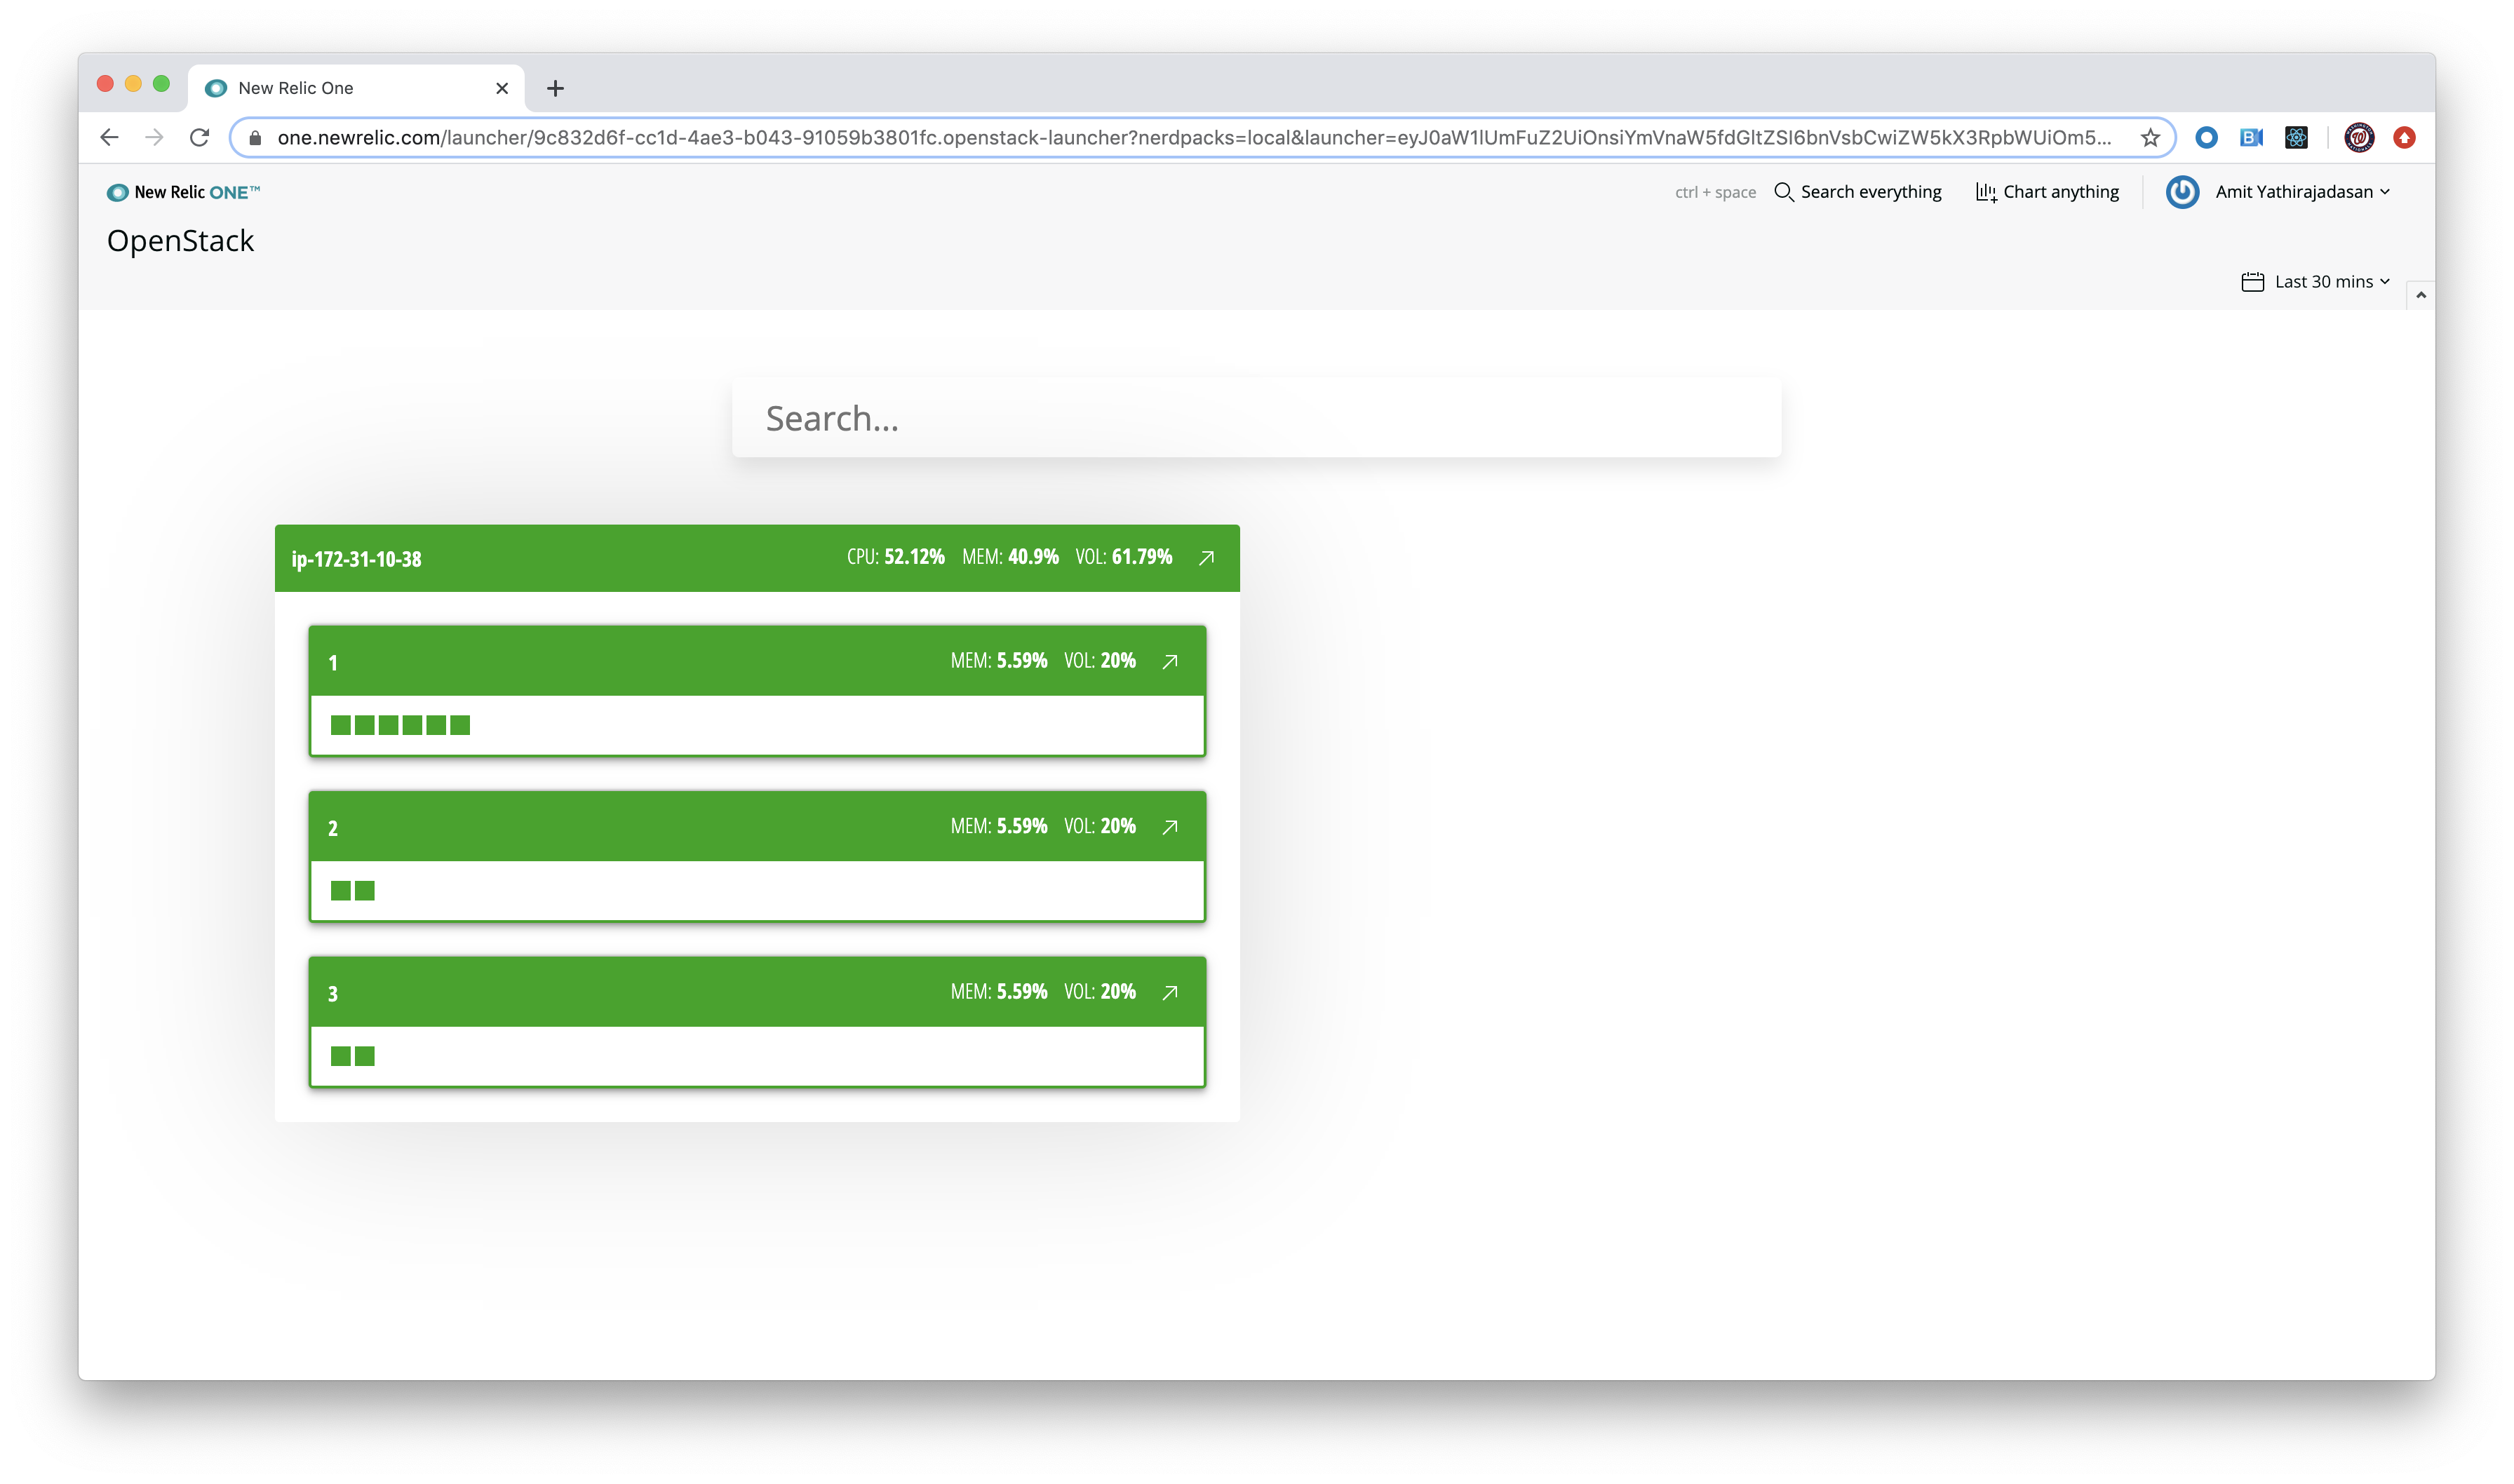 New Relic One
one.newrelic.com/launcher/9c832d6f-cc1d-4ae3-b043-91059b3801fc.openstack-launcher?nerdpacks=local&launcher=eyJ0aW1lUmFuZ2UiOnsiYmVnaW5fdGltZSI6bnVsbCwiZW5kX3RpbWUiOm5...
New Relic ONE™
ctrl + space Search everything Chart anything Amit Yathirajadasan
OpenStack
Last 30 mins
Search...
ip-172-31-10-38 CPU: 52.12% MEM: 40.9% VOL: 61.79%
1 MEM: 5.59% VOL: 20%
2 MEM: 5.59% VOL: 20%
3 MEM: 5.59% VOL: 20%